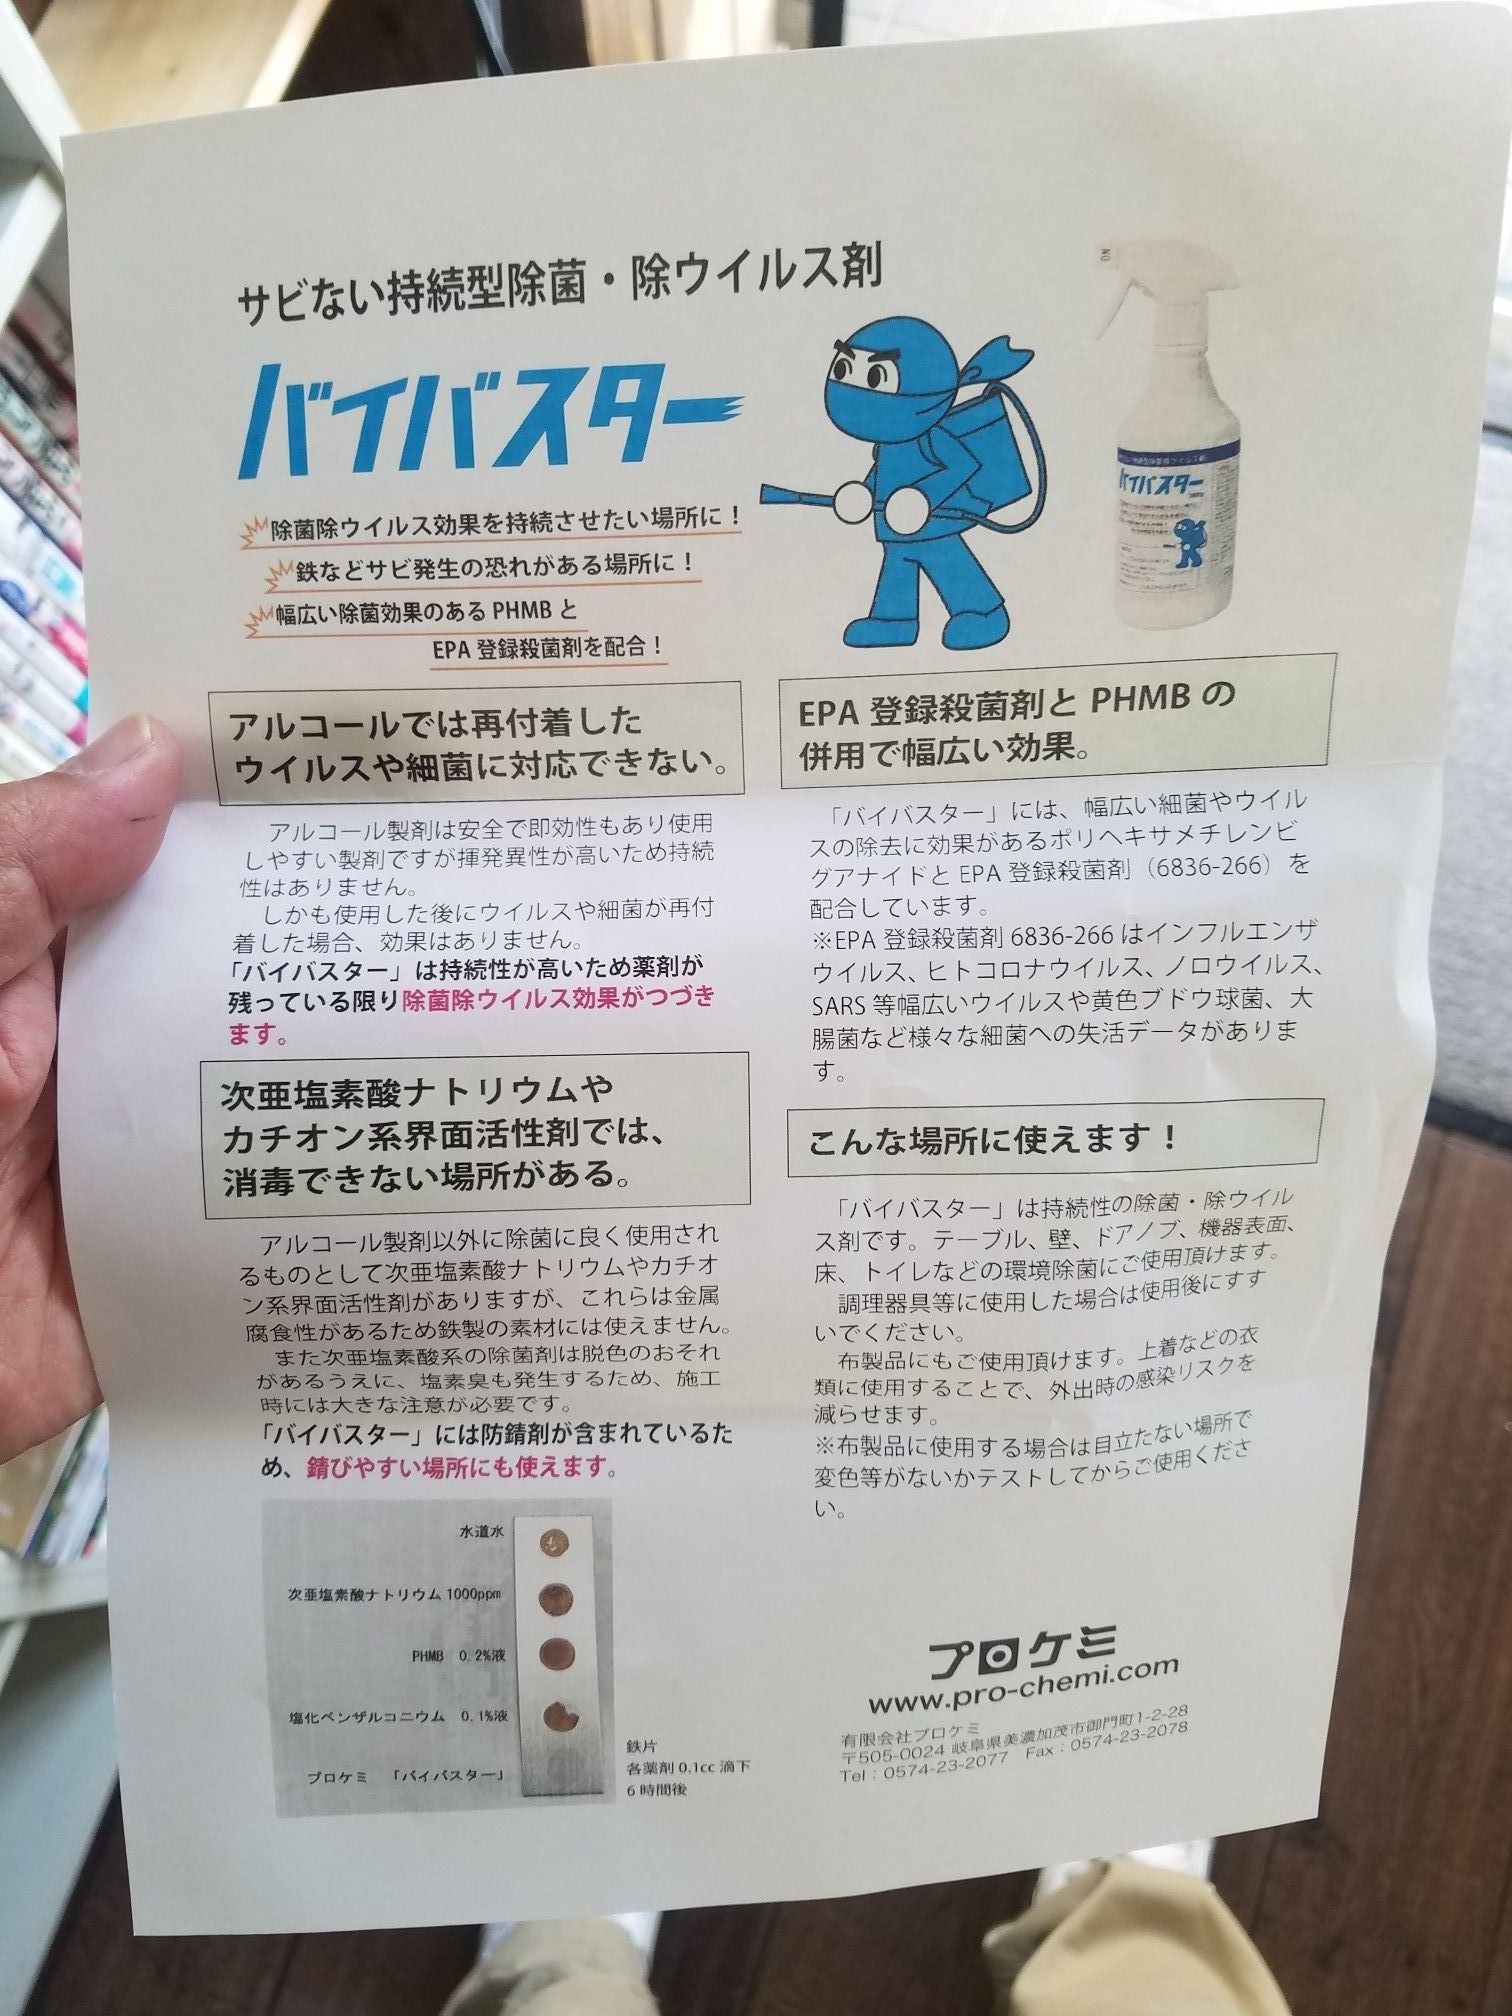 サビない持続型除菌・除ウイルス剤
バイバスター
除菌除ウイルス効果を持続させたい場所に！
鉄などサビ発生の恐れがある場所に！
幅広い除菌効果のある PHMB と
EPA 登録殺菌剤を配合！
バイバスター
アルコールでは再付着した
ウイルスや細菌に対応できない。
アルコール製剤は安全で即効性もあり使用
しやすい製剤ですが揮発異性が高いため持続
性はありません。
しかも使用した後にウイルスや細菌が再付
着した場合、効果はありません。
「バイバスター」は持続性が高いため薬剤が
残っている限り除菌除ウイルス効果がつづき
ます。
次亜塩素酸ナトリウムや
カチオン系界面活性剤では、
消毒できない場所がある。
アルコール製剤以外に除菌に良く使用され
るものとして次亜塩素酸ナトリウムやカチオ
ン系界面活性剤がありますが、これらは金属
腐食性があるため鉄製の素材には使えません。
また次亜塩素酸系の除菌剤は脱色のおそれ
があるうえに、塩素臭も発生するため、施工
時には大きな注意が必要です。
「バイバスター」には防錆剤が含まれているた
め、錆びやすい場所にも使えます。
水道水
次亜塩素酸ナトリウム 1000ppm
PHMB 0.2%液
塩化ベンザルコニウム 0.1%液
プロケミ 「バイバスター」
鉄片
各薬剤 0.1cc 滴下
6 時間後
EPA 登録殺菌剤と PHMB の
併用で幅広い効果。
「バイバスター」には、幅広い細菌やウイル
スの除去に効果があるポリヘキサメチレンビ
グアナイドと EPA 登録殺菌剤（6836-266）を
配合しています。
※EPA 登録殺菌剤 6836-266 はインフルエンザ
ウイルス、ヒトコロナウイルス、ノロウイルス、
SARS 等幅広いウイルスや黄色ブドウ球菌、大
腸菌など様々な細菌への失活データがありま
す。
こんな場所に使えます！
「バイバスター」は持続性の除菌・除ウイル
ス剤です。テーブル、壁、ドアノブ、機器表面、
床、トイレなどの環境除菌にご使用頂けます。
調理器具等に使用した場合は使用後にすす
いでください。
布製品にもご使用頂けます。上着などの衣
類に使用することで、外出時の感染リスクを
減らせます。
※布製品に使用する場合は目立たない場所で
変色等がないかテストしてからご使用くださ
い。
プロケミ
www.pro-chemi.com
有限会社プロケミ
〒505-0024 岐阜県美濃加茂市御門町1-2-28
Tel：0574-23-2077 Fax：0574-23-2078